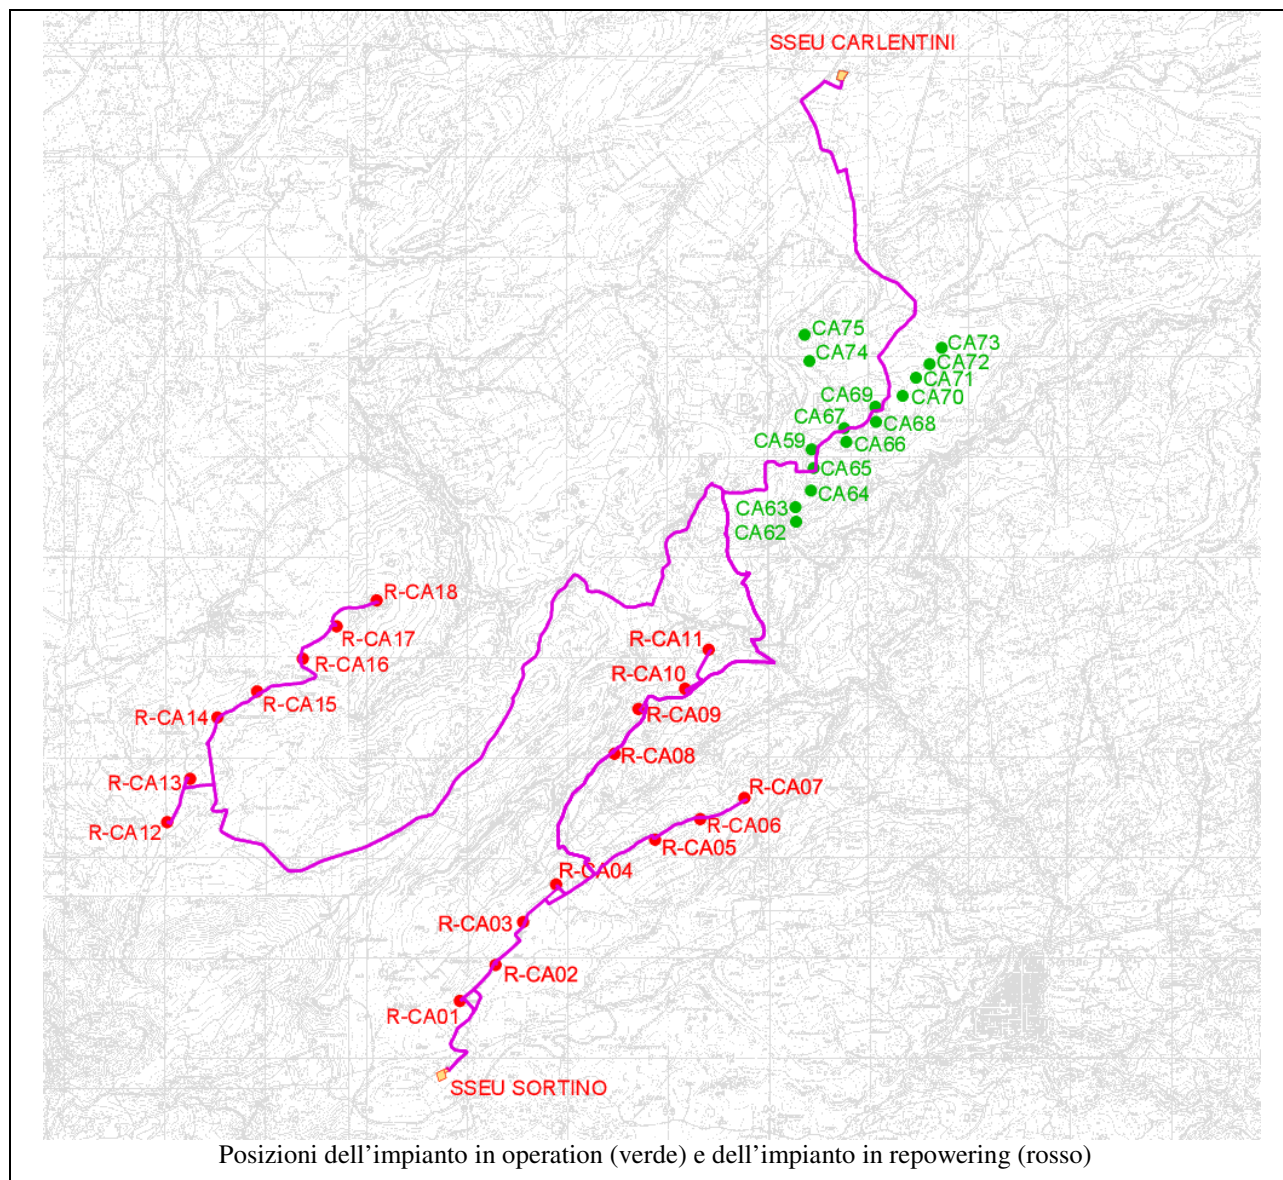 SSEU CARLENTINI
CA75
CA73
CA74
CA72
CA71
CA69
CA70
CA67
CA68
CA59
CA66
CA65
CA64
CA63
CA62
R-CA18
R-CA17
R-CA11
R-CA16
R-CA10
R-CA15
R-CA14
R-CA09
R-CA08
R-CA13
R-CA07
R-CA12
R-CA06
R-CA05
R-CA04
R-CA03
R-CA02
R-CA01
SSEU SORTINO
Posizioni dell'impianto in operation (verde) e dell'impianto in repowering (rosso)